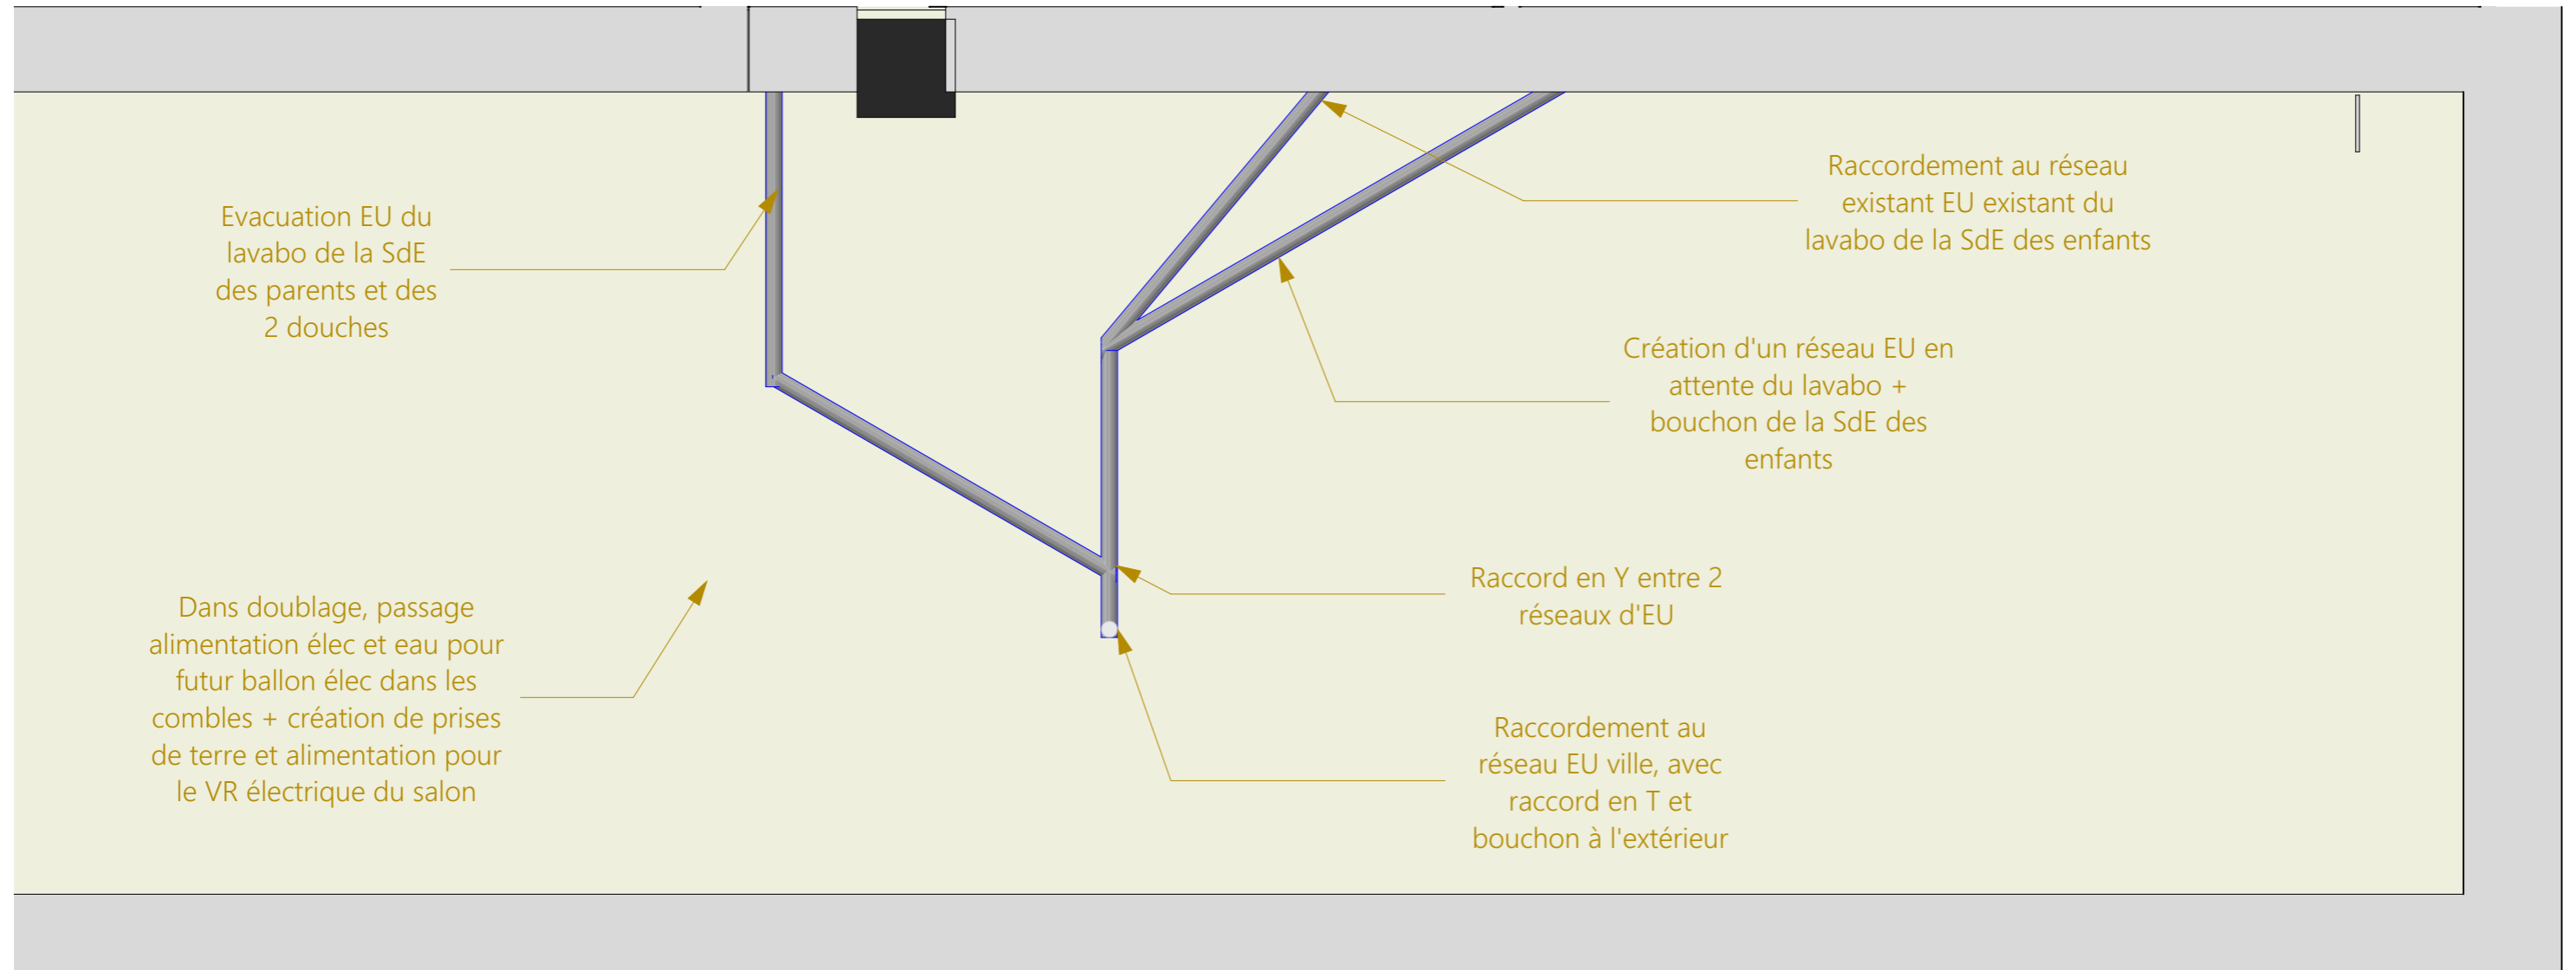 Evacuation EU du
lavabo de la SdE
des parents et des
2 douches
Dans doublage, passage
alimentation élec et eau pour
futur ballon élec dans les
combles + création de prises
de terre et alimentation pour
le VR électrique du salon
Raccordement au réseau
existant EU existant du
lavabo de la SdE des enfants
Création d'un réseau EU en
attente du lavabo +
bouchon de la SdE des
enfants
Raccord en Y entre 2
réseaux d'EU
Raccordement au
réseau EU ville, avec
raccord en T et
bouchon à l'extérieur